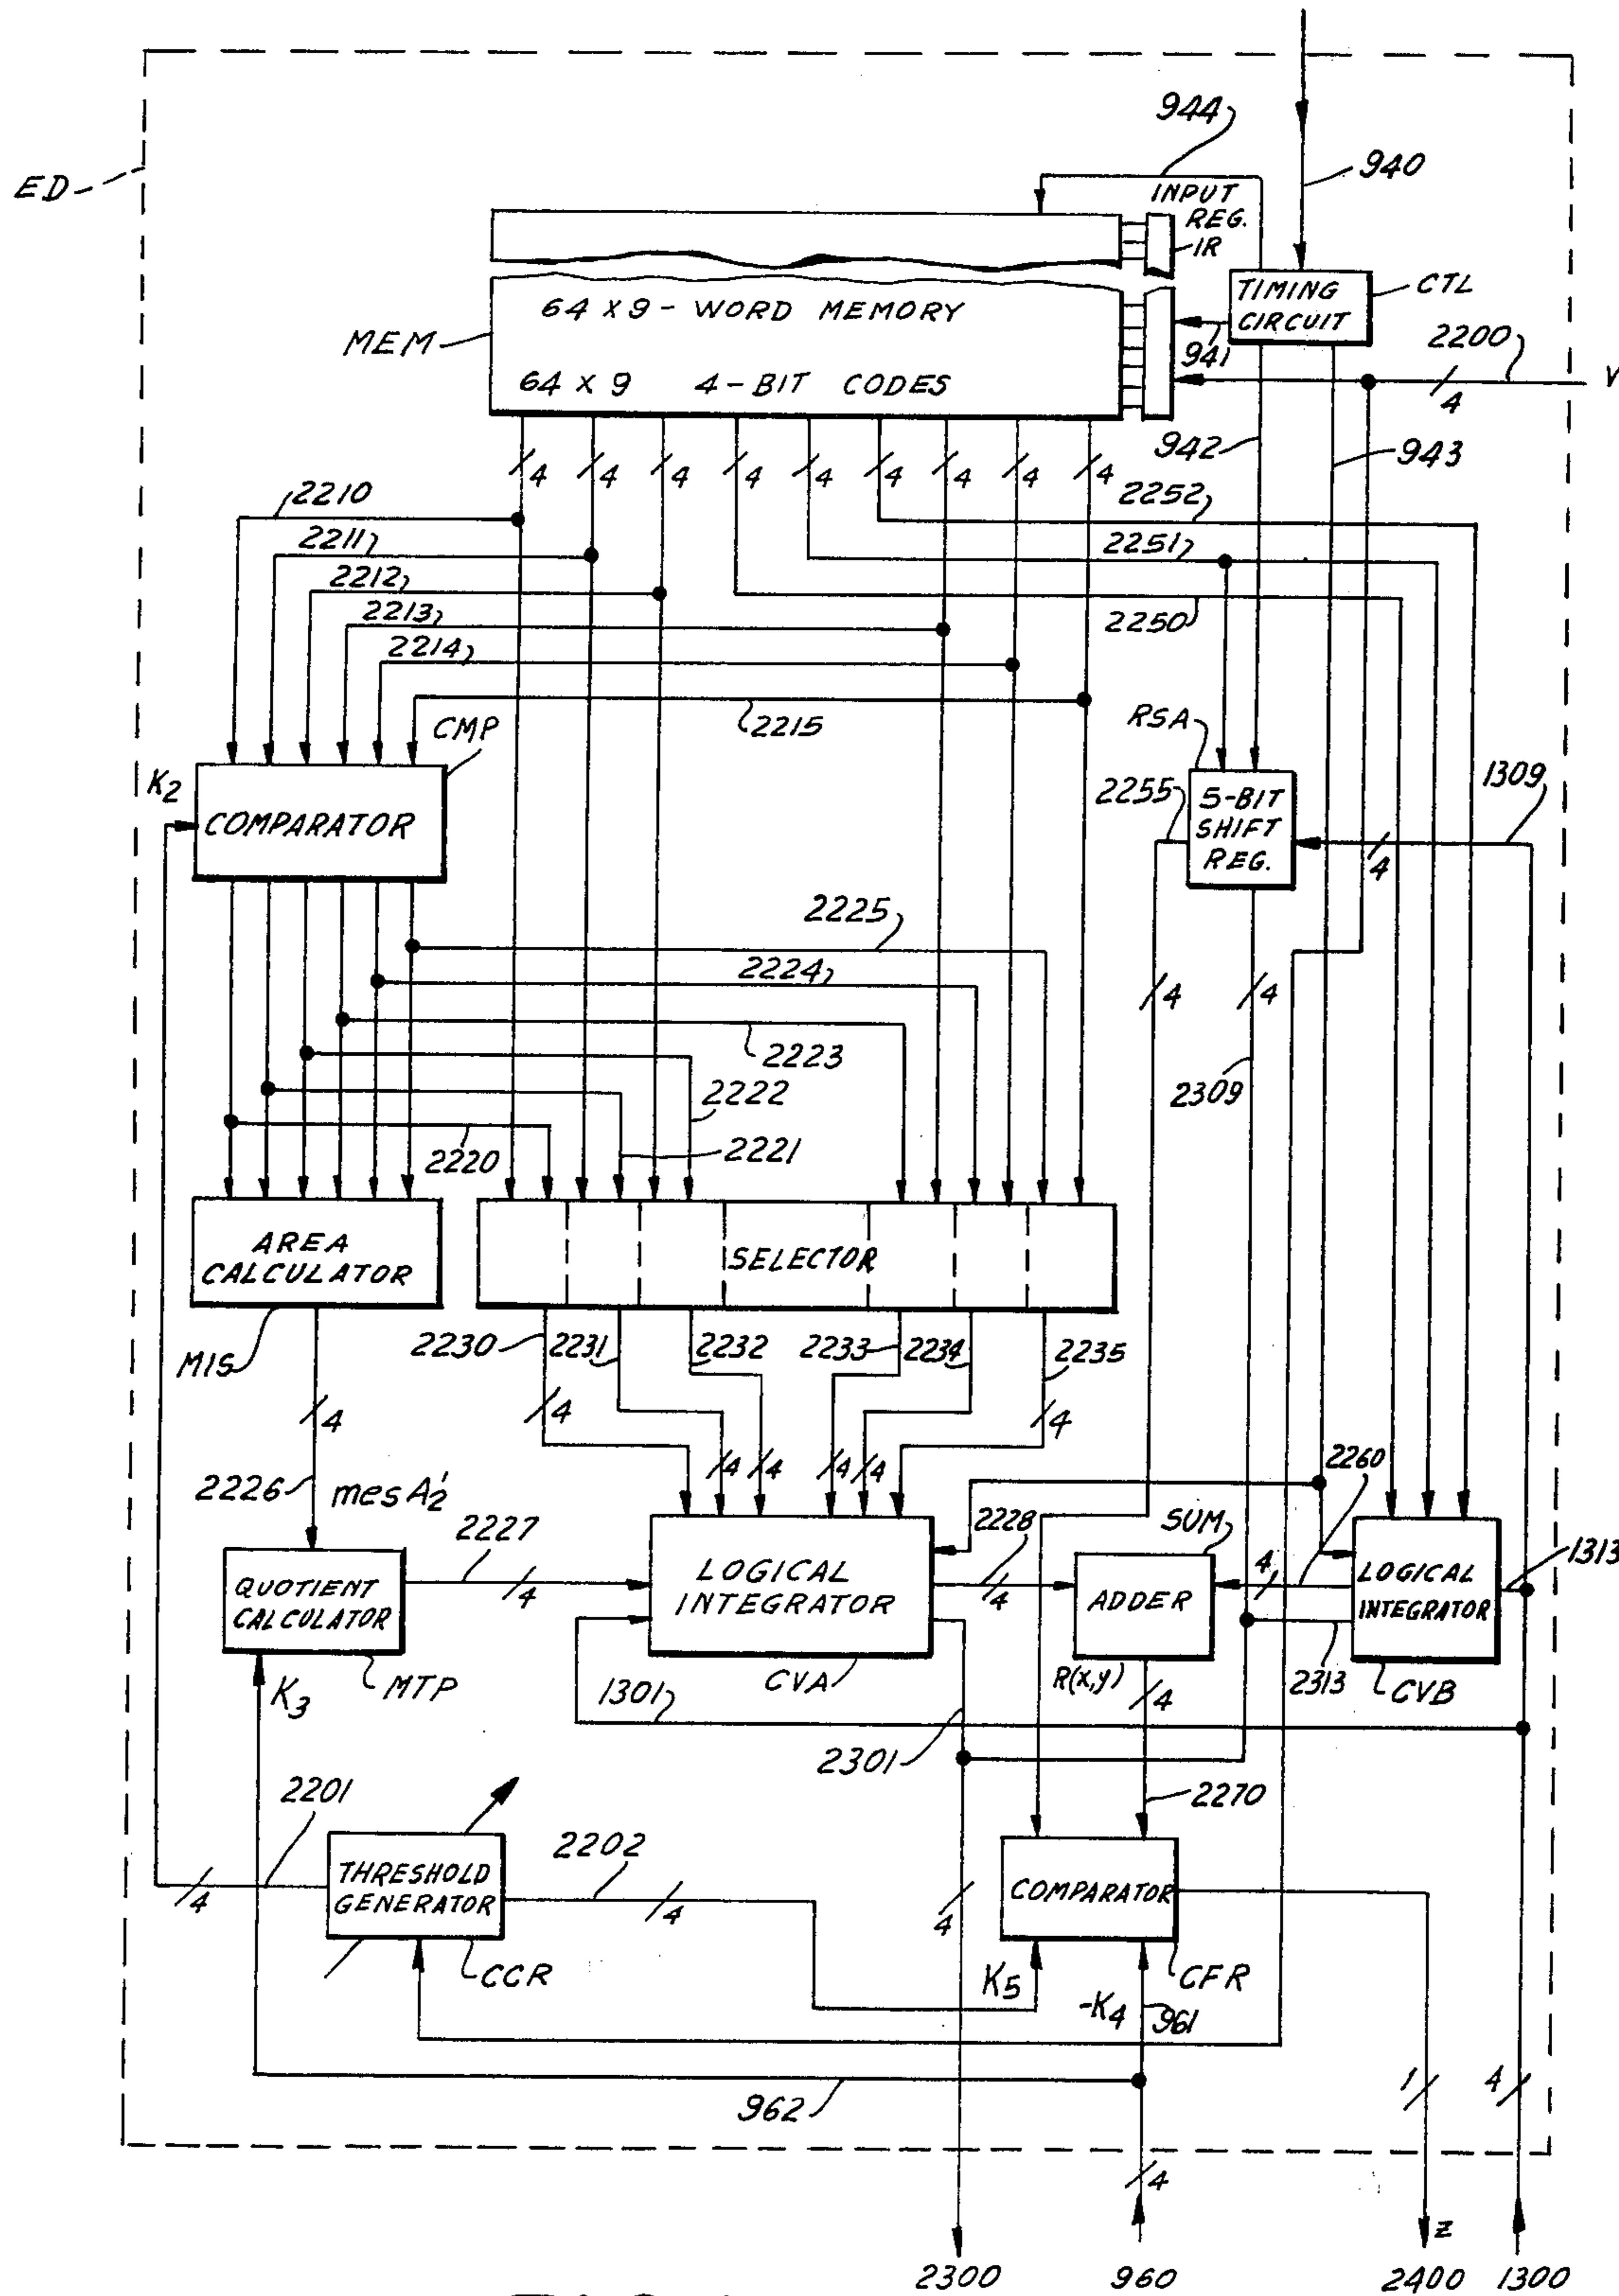 944
940
ED
INPUT
REG.
IR
TIMING
CIRCUIT
CTL
64 X 9 - WORD MEMORY
MEM
941
2200
V
64 X 9 4-BIT CODES
4
942
943
4 4 4 4 4 4 4 4 4
2210
2252
2211
2251
2212
2213
2250
2214
2215
RSA
CMP
K2
2255
1309
COMPARATOR
5-BIT
SHIFT
REG.
4
2225
2224
4
4
2223
2222
2309
2220
2221
AREA
CALCULATOR
SELECTOR
2230
2231
2232
2233
2234
2235
MIS
4
4
4
4 4 4 4
2226
mes A'2
2260
2227
2228
SUM
1313
4
4
4
LOGICAL
INTEGRATOR
ADDER
LOGICAL
INTEGRATOR
QUOTIENT
CALCULATOR
K3
MTP
CVA
R(x,y)
2313
CVB
1301
4
2301
2270
2201
2202
THRESHOLD
GENERATOR
COMPARATOR
4
4
4
CCR
K5
CFR
-K4
961
962
1
4
4
Z
2300
960
2400
1300